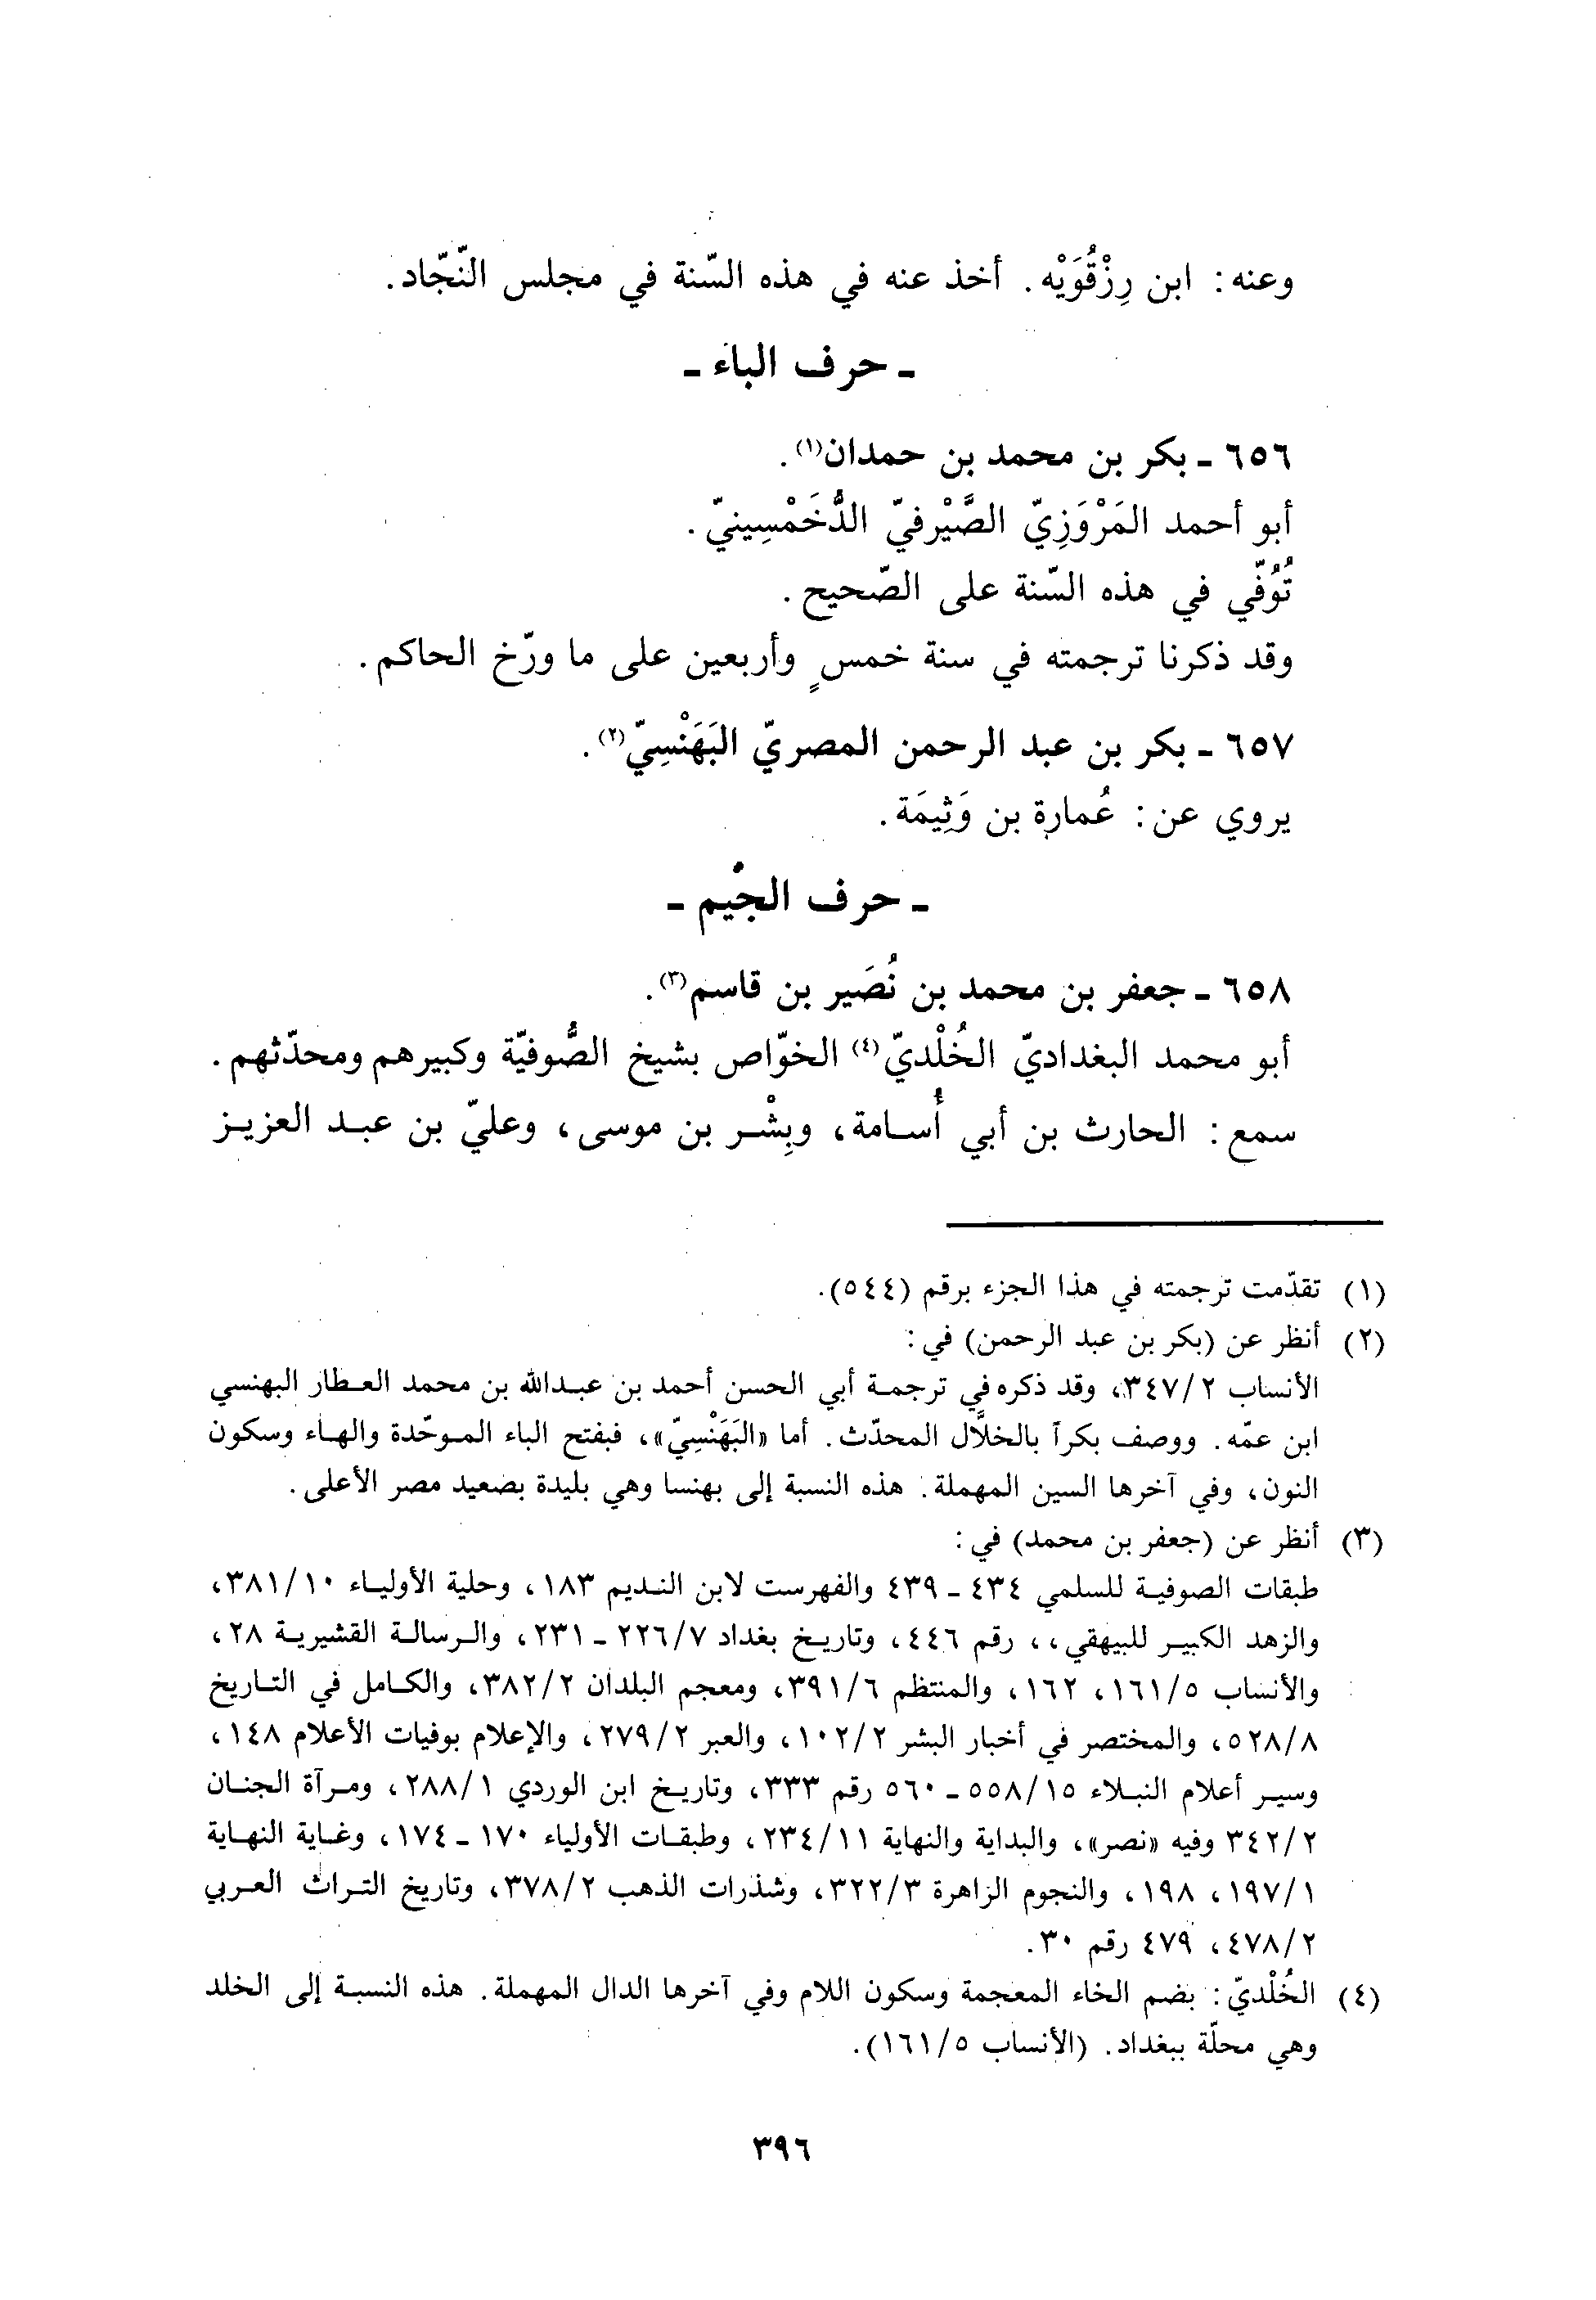 وعنه: ابن رِزْقُوَيْه. أخذ عنه في هذه السّنة في مجلس النّجّاد.
ـ حرف الباء ـ
٦٥٦ ـ بكر بن محمد بن حمدان(١).
أبو أحمد المَرْوَزِيّ الصَّيْرفيّ الدُّخَمْسِينيّ.
تُوُفّي في هذه السّنة على الصّحيح.
وقد ذكرنا ترجمته في سنة خمسٍ وأربعين على ما ورّخ الحاكم.
٦٥٧ ـ بكر بن عبد الرحمن المصريّ البَهَنْسِيّ(٢).
يروي عن: عُمارة بن وَثِيمَة.
ـ حرف الجيم ـ
٦٥٨ ـ جعفر بن محمد بن نُصَير بن قاسم(٣).
أبو محمد البغداديّ الخُلْديّ(٤) الخوّاص بشيخ الصُّوفيّة وكبيرهم ومحدّثهم.
سمع: الحارث بن أبي أُسامة، وبِشْر بن موسى، وعليّ بن عبد العزيز
(١) تقدّمت ترجمته في هذا الجزء برقم (٥٤٤).
(٢) أنظر عن (بكر بن عبد الرحمن) في:
الأنساب ٣٤٧/٢، وقد ذكره في ترجمة أبي الحسن أحمد بن عبدالله بن محمد العطار البهنسي
ابن عمّه. ووصف بكراً بالخلَّال المحدّث. أما «البَهَنْسِيّ»، فبفتح الباء الموحّدة والهاء وسكون
النون، وفي آخرها السين المهملة. هذه النسبة إلى بهنسا وهي بليدة بصعيد مصر الأعلى.
(٣) أنظر عن (جعفر بن محمد) في:
طبقات الصوفية للسلمي ٤٣٤ ـ ٤٣٩ والفهرست لابن النديم ١٨٣، وحلية الأولياء ٣٨١/١٠،
والزهد الكبير للبيهقي،، رقم ٤٤٦، وتاريخ بغداد ٢٢٦/٧ ـ ٢٣١، والرسالة القشيرية ٢٨،
والأنساب ١٦١/٥، ١٦٢، والمنتظم ٣٩١/٦، ومعجم البلدان ٣٨٢/٢، والكامل في التاريخ
٥٢٨/٨، والمختصر في أخبار البشر ١٠٢/٢، والعبر ٢٧٩/٢، والإعلام بوفيات الأعلام ١٤٨،
وسير أعلام النبلاء ٥٥٨/١٥ ـ ٥٦٠ رقم ٣٣٣، وتاريخ ابن الوردي ٢٨٨/١، ومرآة الجنان
٣٤٢/٢ وفيه «نصر»، والبداية والنهاية ٢٣٤/١١، وطبقات الأولياء ١٧٠ ـ ١٧٤، وغاية النهاية
١٩٧/١، ١٩٨، والنجوم الزاهرة ٣٢٢/٣، وشذرات الذهب ٣٧٨/٢، وتاريخ التراث العربي
٤٧٨/٢، ٤٧٩ رقم ٣٠.
(٤) الخُلْديّ: بضم الخاء المعجمة وسكون اللام وفي آخرها الدال المهملة. هذه النسبة إلى الخلد
وهي محلّة ببغداد. (الأنساب ١٦١/٥).
٣٩٦